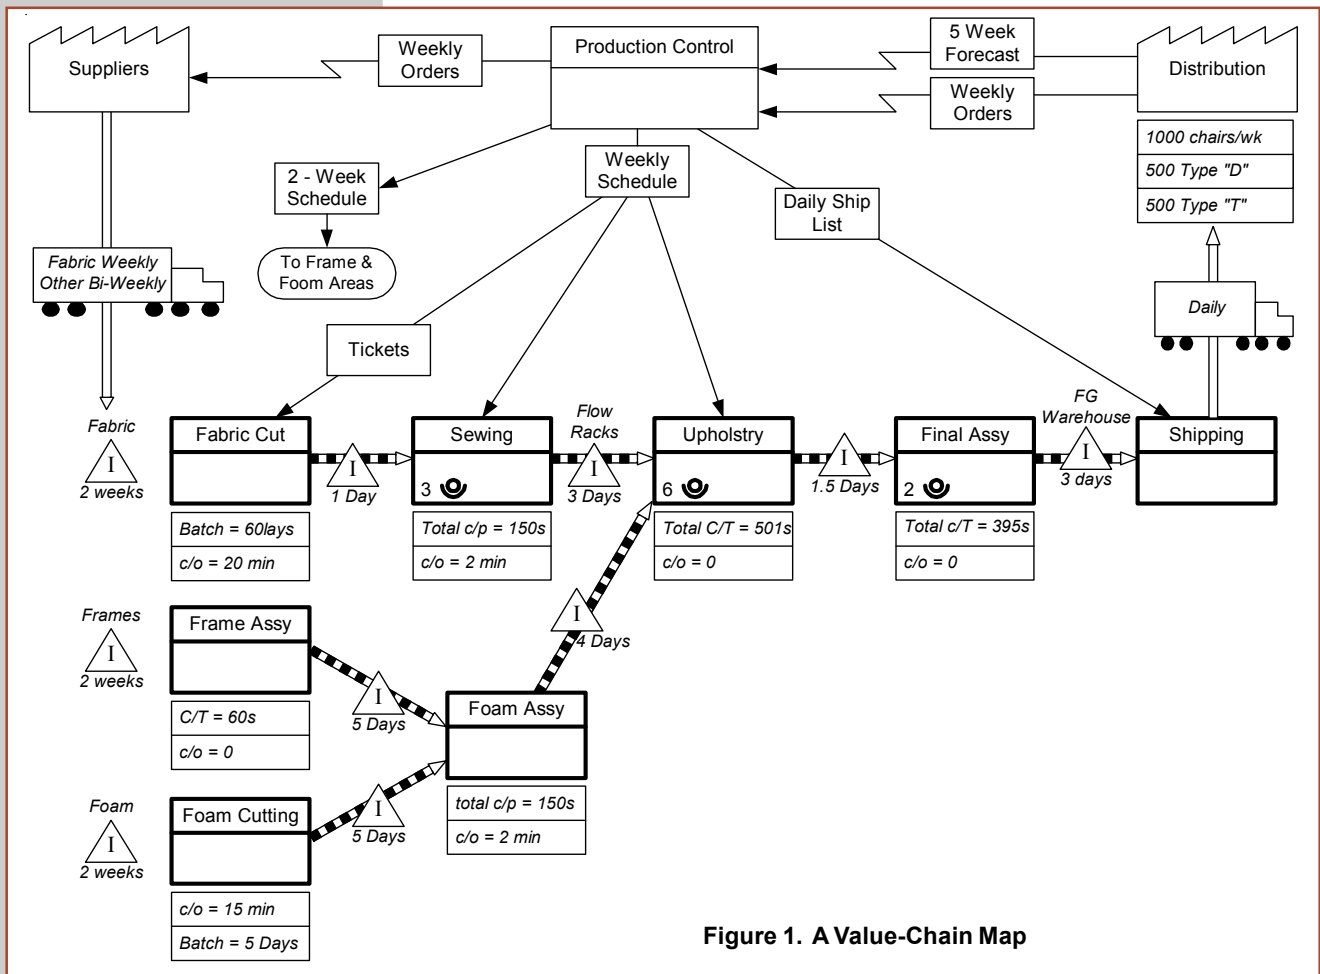 Suppliers
Weekly
Orders
Production Control
5 Week
Forecast
Weekly
Orders
Distribution
1000 chairs/wk
500 Type "D"
500 Type "T"
2 - Week
Schedule
Weekly
Schedule
Daily Ship
List
To Frame &
Foom Areas
Fabric Weekly
Other Bi-Weekly
Daily
Tickets
Fabric
I
2 weeks
Fabric Cut
Batch = 60lays
c/o = 20 min
I
1 Day
Sewing
3
Total c/p = 150s
c/o = 2 min
Flow
Racks
I
3 Days
Upholstry
6
Total C/T = 501s
c/o = 0
I
1.5 Days
Final Assy
2
Total c/T = 395s
c/o = 0
FG
Warehouse
I
3 days
Shipping
Frames
I
2 weeks
Frame Assy
C/T = 60s
c/o = 0
I
5 Days
I
4 Days
Foam Assy
total c/p = 150s
c/o = 2 min
Foam
I
2 weeks
Foam Cutting
c/o = 15 min
Batch = 5 Days
I
5 Days
Figure 1. A Value-Chain Map